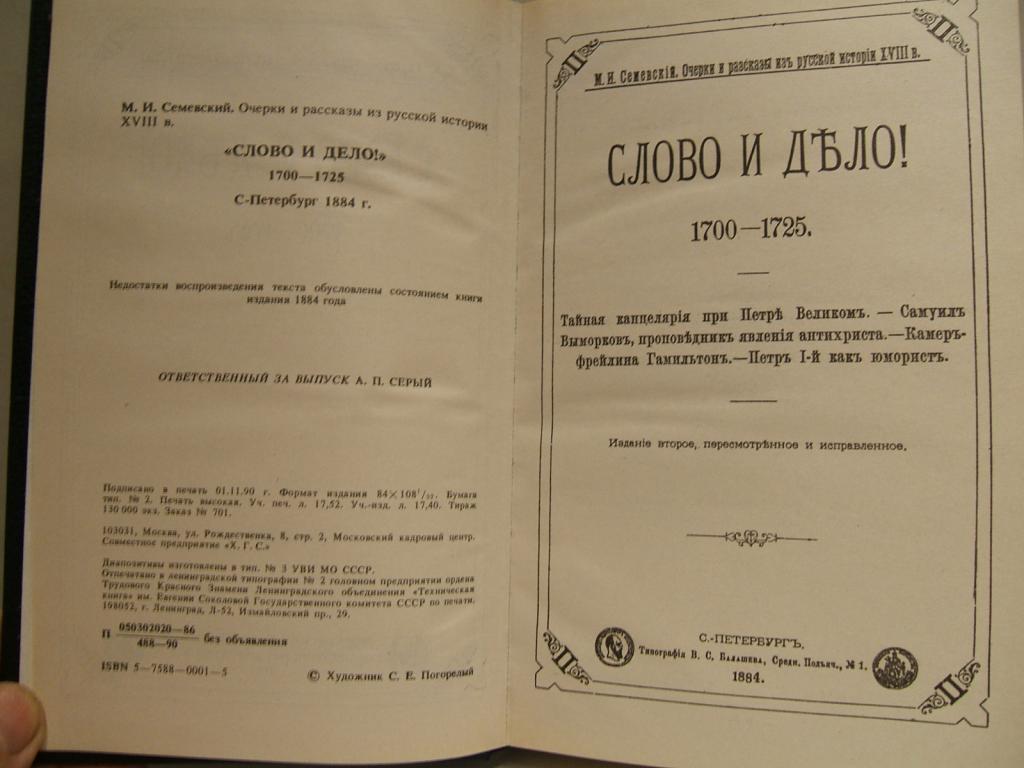 М. И. Семевский. Очерки и рассказы из русской истории
XVIII в.
«СЛОВО И ДЕЛО!»
1700—1725
С-Петербург 1884 г.
Недостатки воспроизведения текста обусловлены состоянием книги
издания 1884 года
ОТВЕТСТВЕННЫЙ ЗА ВЫПУСК А. П. СЕРЫЙ
Подписано в печать 01.11.90 г. Формат издания 84×108¹/₃₂. Бумага
тип. № 2. Печать высокая. Уч. печ. л. 17,52. Уч.-изд. л. 17,40. Тираж
130 000 экз. Заказ № 701.
103031, Москва, ул. Рождественка, 8, стр. 2, Московский кадровый центр.
Совместное предприятие «Х. Г. С.»
Диапозитивы изготовлены в тип. № 3 УВИ МО СССР.
Отпечатано в ленинградской типографии № 2 головном предприятии ордена
Трудового Красного Знамени Ленинградского объединения «Техническая
книга» им. Евгении Соколовой Государственного комитета СССР по печати.
198052, г. Ленинград, Л-52, Измайловский пр., 29.
П 050302020—86 без объявления
488—90
ISBN 5—7588—0001—5
© Художник С. Е. Погорелый
М. И. Семевскій. Очерки и разсказы изъ русской исторіи XVIII в.
СЛОВО И ДѢЛО!
1700—1725.
Тайная канцелярія при Петрѣ Великомъ. — Самуилъ
Выморковъ, проповѣдникъ явленія антихриста.—Камеръ-
фрейлина Гамильтонъ.—Петръ I-й какъ юмористъ.
Изданіе второе, пересмотрѣнное и исправленное.
С.-ПЕТЕРБУРГЪ.
Типографія В. С. Балашева, Средн. Подъяч., № 1.
1884.